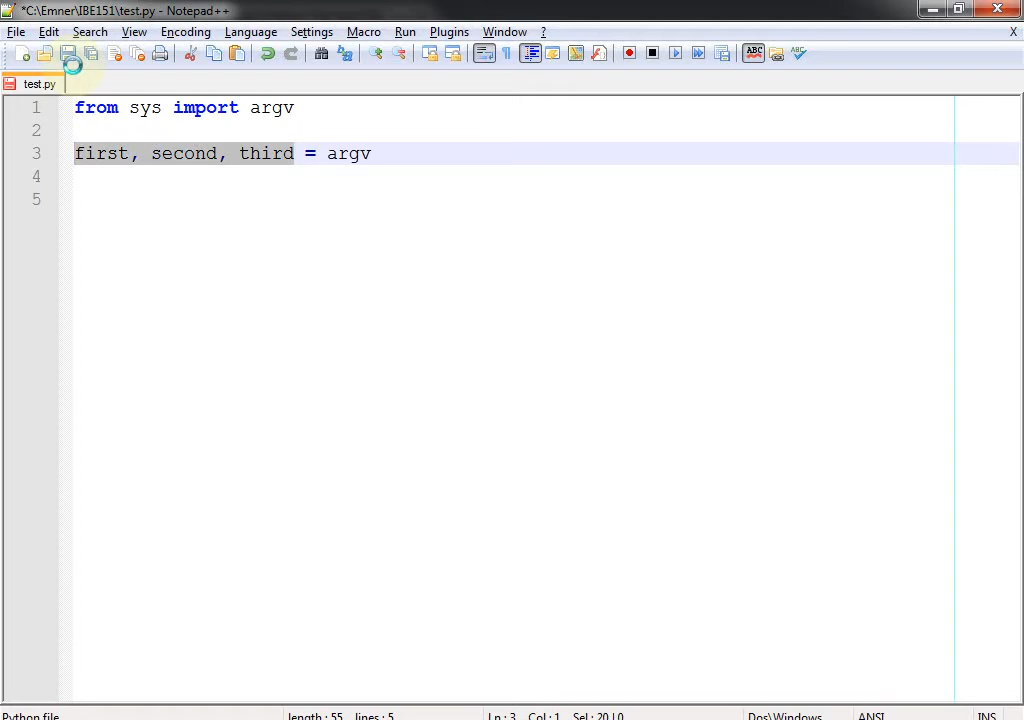 *C:\Emner\IBE151\test.py - Notepad++
File Edit Search View Encoding Language Settings Macro Run Plugins Window ? X
ABC ABC
test.py
1 from sys import argv
2
3 first, second, third = argv
4
5
Python file length : 55 lines : 5 Ln : 3 Col : 1 Sel : 20 | 0 Dos\Windows ANSI INS